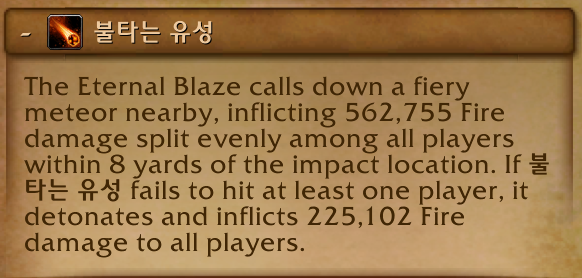 - 불타는 유성
The Eternal Blaze calls down a fiery
meteor nearby, inflicting 562,755 Fire
damage split evenly among all players
within 8 yards of the impact location. If 불
타는 유성 fails to hit at least one player, it
detonates and inflicts 225,102 Fire
damage to all players.